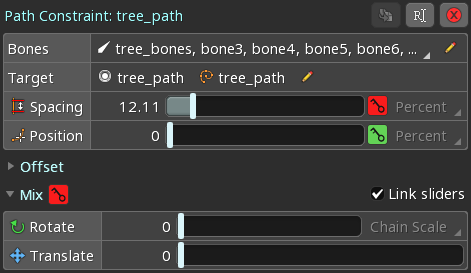 Path Constraint: tree_path
Bones tree_bones, bone3, bone4, bone5, bone6, ...
Target tree_path tree_path
Spacing 12.11 Percent
Position 0 Percent
Offset
Mix Link sliders
Rotate 0 Chain Scale
Translate 0